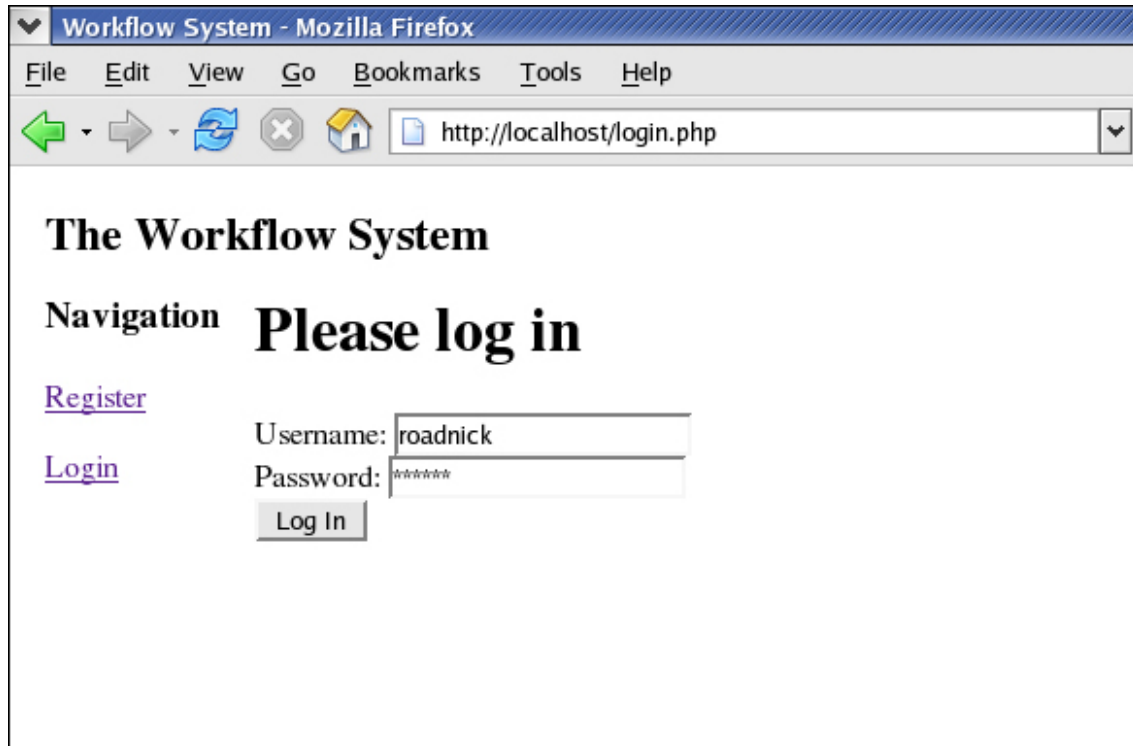 Workflow System - Mozilla Firefox
File Edit View Go Bookmarks Tools Help
http://localhost/login.php
The Workflow System
Navigation
Please log in
Register
Username: roadnick
Login
Password: ******
Log In